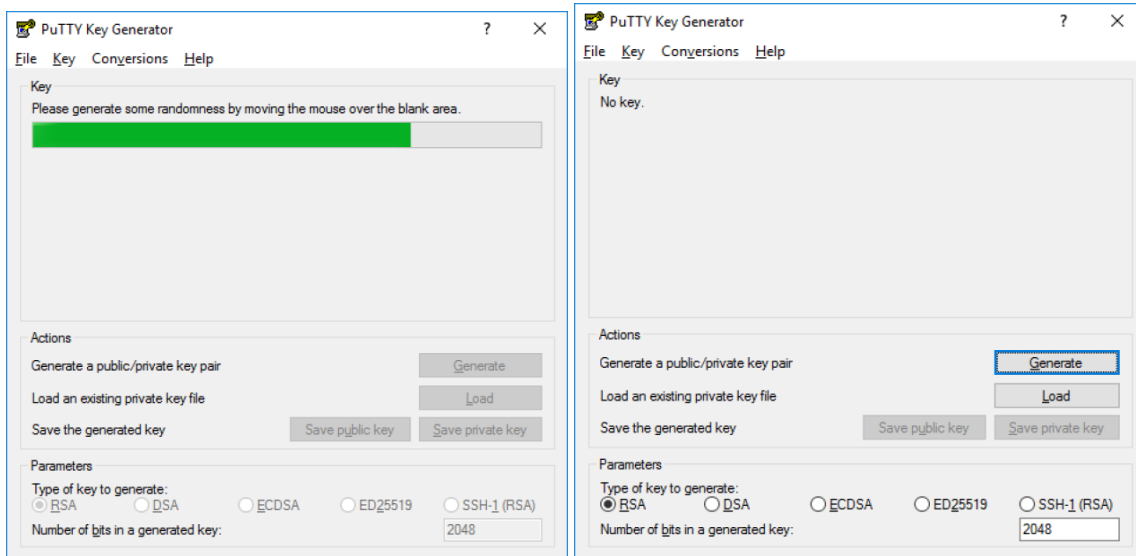 PuTTY Key Generator ? ×
File Key Conversions Help
Key
Please generate some randomness by moving the mouse over the blank area.
Actions
Generate a public/private key pair Generate
Load an existing private key file Load
Save the generated key Save public key Save private key
Parameters
Type of key to generate:
RSA DSA ECDSA ED25519 SSH-1 (RSA)
Number of bits in a generated key: 2048
PuTTY Key Generator ? ×
File Key Conversions Help
Key
No key.
Actions
Generate a public/private key pair Generate
Load an existing private key file Load
Save the generated key Save public key Save private key
Parameters
Type of key to generate:
RSA DSA ECDSA ED25519 SSH-1 (RSA)
Number of bits in a generated key: 2048